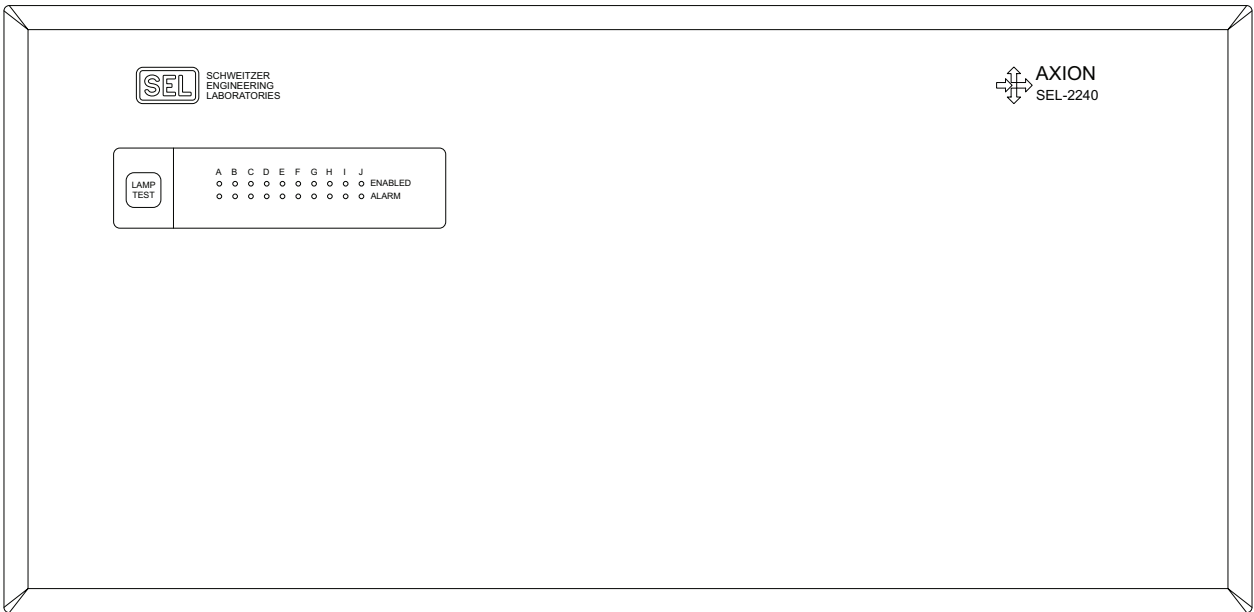 SEL
SCHWEITZER
ENGINEERING
LABORATORIES
AXION
SEL-2240
LAMP
TEST
A B C D E F G H I J
ENABLED
ALARM